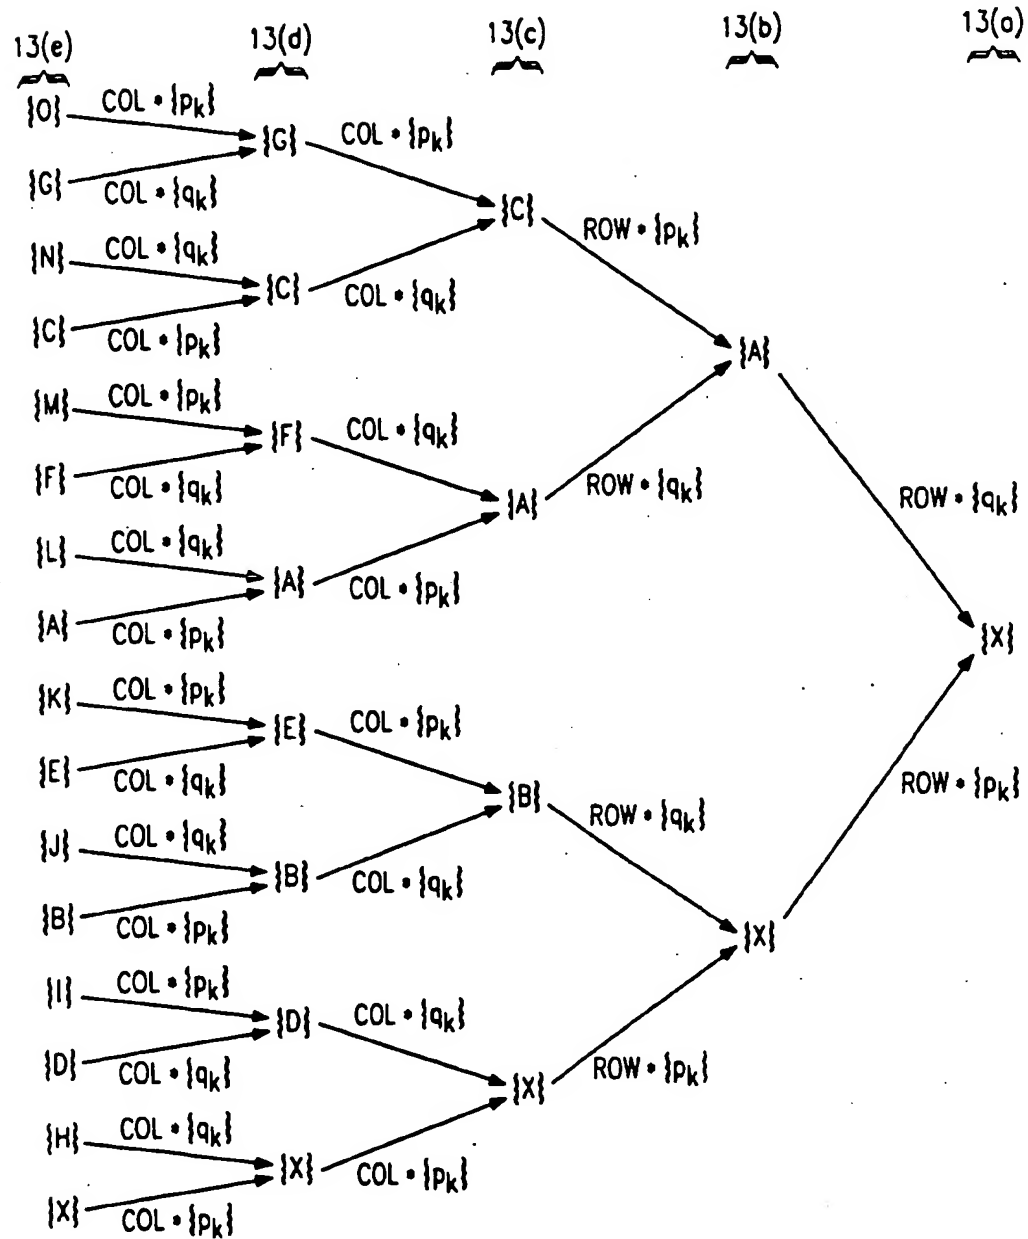 13(e) 13(d) 13(c) 13(b) 13(a)
{O} COL • {pk}
{G} COL • {pk}
{G} COL • {qk}
{C} ROW • {pk}
{N} COL • {qk}
{C} COL • {qk}
{C} COL • {pk}
{A}
{M} COL • {pk}
{F} COL • {qk}
{F} COL • {qk}
{A} ROW • {qk} ROW • {qk}
{L} COL • {qk}
{A} COL • {pk}
{A} COL • {pk}
{X}
{K} COL • {pk}
{E} COL • {pk}
{E} COL • {qk}
{B} ROW • {qk} ROW • {pk}
{J} COL • {qk}
{B} COL • {qk}
{B} COL • {pk}
{X}
{I} COL • {pk}
{D} COL • {qk}
{D} COL • {qk}
{X} ROW • {pk}
{H} COL • {qk}
{X} COL • {pk}
{X} COL • {pk}